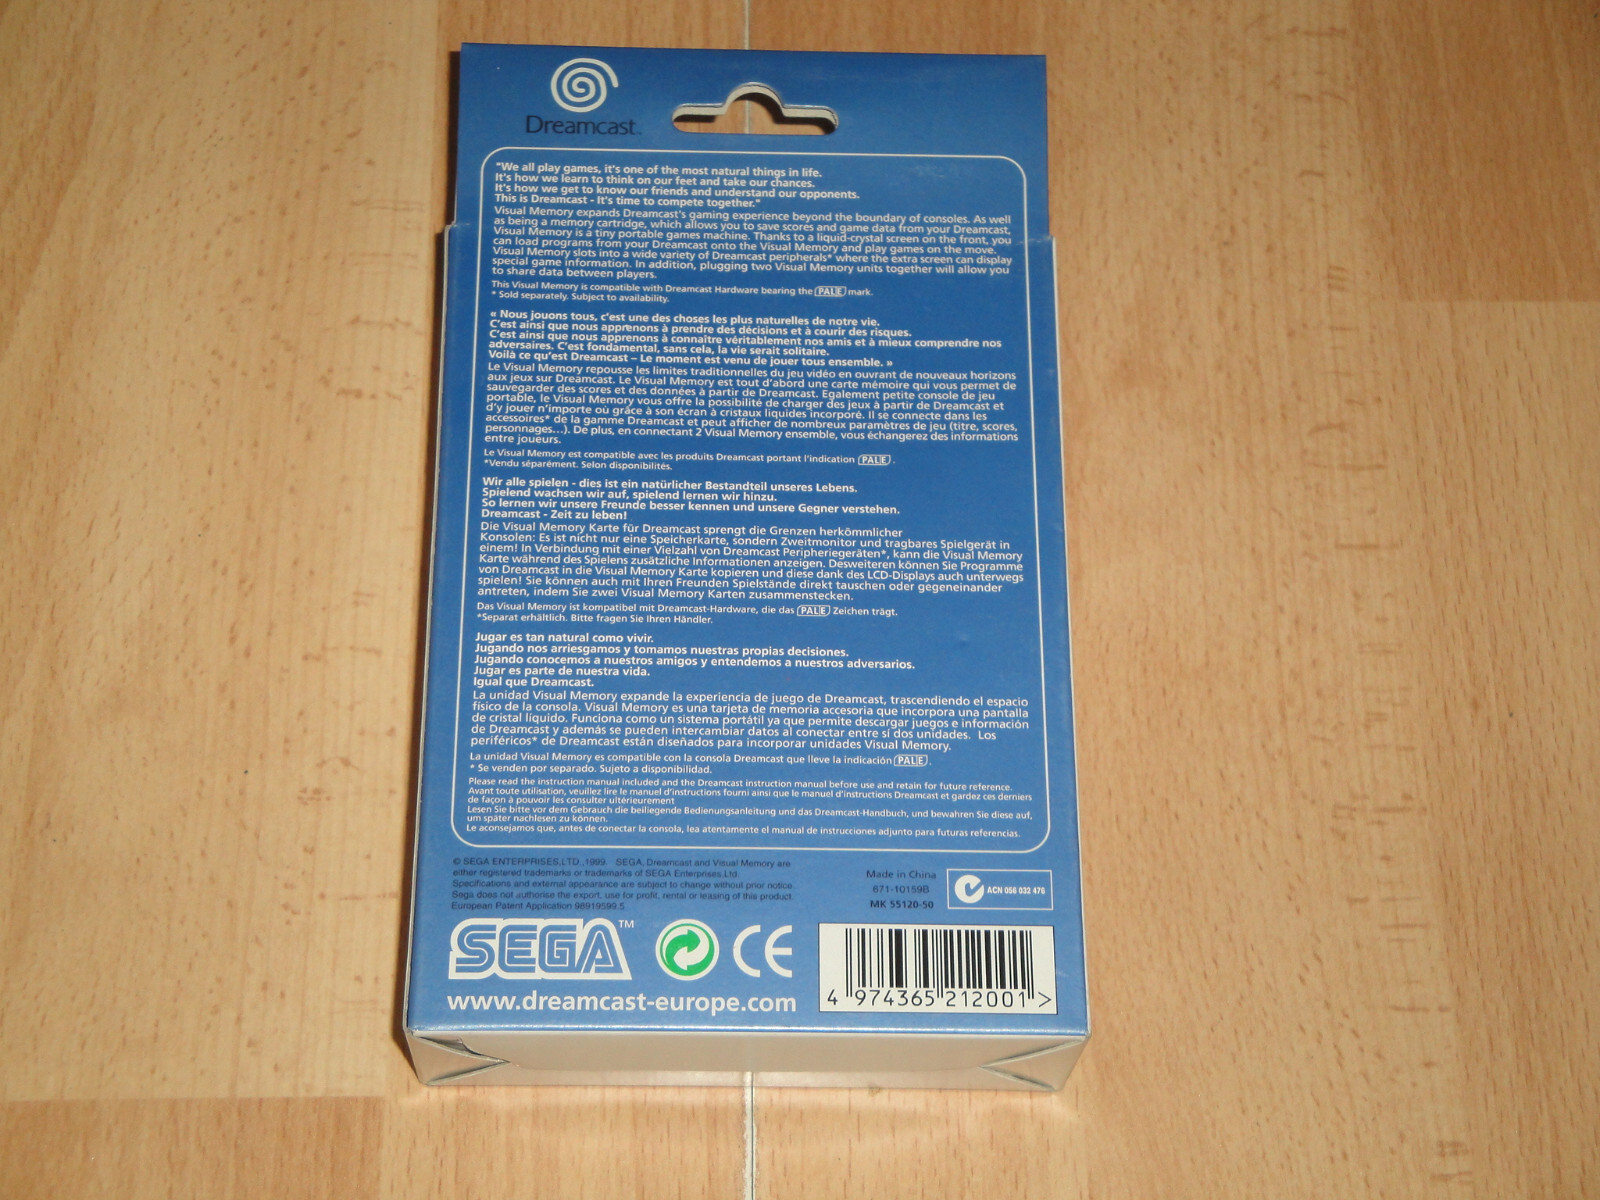 Dreamcast™
"We all play games, it's one of the most natural things in life.
It's how we learn to think on our feet and take our chances.
It's how we get to know our friends and understand our opponents.
This is Dreamcast - It's time to compete together."
Visual Memory expands Dreamcast's gaming experience beyond the boundary of consoles. As well
as being a memory cartridge, which allows you to save scores and game data from your Dreamcast,
Visual Memory is a tiny portable games machine. Thanks to a liquid-crystal screen on the front, you
can load programs from your Dreamcast onto the Visual Memory and play games on the move.
Visual Memory slots into a wide variety of Dreamcast peripherals* where the extra screen can display
special game information. In addition, plugging two Visual Memory units together will allow you
to share data between players.
This Visual Memory is compatible with Dreamcast Hardware bearing the PAL/E mark.
* Sold separately. Subject to availability.
« Nous jouons tous, c'est une des choses les plus naturelles de notre vie.
C'est ainsi que nous apprenons à prendre des décisions et à courir des risques.
C'est ainsi que nous apprenons à connaître véritablement nos amis et à mieux comprendre nos
adversaires. C'est fondamental, sans cela, la vie serait solitaire.
Voilà ce qu'est Dreamcast – Le moment est venu de jouer tous ensemble. »
Le Visual Memory repousse les limites traditionnelles du jeu vidéo en ouvrant de nouveaux horizons
aux jeux sur Dreamcast. Le Visual Memory est tout d'abord une carte mémoire qui vous permet de
sauvegarder des scores et des données à partir de Dreamcast. Egalement petite console de jeu
portable, le Visual Memory vous offre la possibilité de charger des jeux à partir de Dreamcast et
d'y jouer n'importe où grâce à son écran à cristaux liquides incorporé. Il se connecte dans les
accessoires* de la gamme Dreamcast et peut afficher de nombreux paramètres de jeu (titre, scores,
personnages...). De plus, en connectant 2 Visual Memory ensemble, vous échangerez des informations
entre joueurs.
Le Visual Memory est compatible avec les produits Dreamcast portant l'indication PAL/E .
*Vendu séparément. Selon disponibilités.
Wir alle spielen - dies ist ein natürlicher Bestandteil unseres Lebens.
Spielend wachsen wir auf, spielend lernen wir hinzu.
So lernen wir unsere Freunde besser kennen und unsere Gegner verstehen.
Dreamcast - Zeit zu leben!
Die Visual Memory Karte für Dreamcast sprengt die Grenzen herkömmlicher
Konsolen: Es ist nicht nur eine Speicherkarte, sondern Zweitmonitor und tragbares Spielgerät in
einem! In Verbindung mit einer Vielzahl von Dreamcast Peripheriegeräten*, kann die Visual Memory
Karte während des Spielens zusätzliche Informationen anzeigen. Desweiteren können Sie Programme
von Dreamcast in die Visual Memory Karte kopieren und diese dank des LCD-Displays auch unterwegs
spielen! Sie können auch mit Ihren Freunden Spielstände direkt tauschen oder gegeneinander
antreten, indem Sie zwei Visual Memory Karten zusammenstecken.
Das Visual Memory ist kompatibel mit Dreamcast-Hardware, die das PAL/E Zeichen trägt.
*Separat erhältlich. Bitte fragen Sie Ihren Händler.
Jugar es tan natural como vivir.
Jugando nos arriesgamos y tomamos nuestras propias decisiones.
Jugando conocemos a nuestros amigos y entendemos a nuestros adversarios.
Jugar es parte de nuestra vida.
Igual que Dreamcast.
La unidad Visual Memory expande la experiencia de juego de Dreamcast, trascendiendo el espacio
físico de la consola. Visual Memory es una tarjeta de memoria accesoria que incorpora una pantalla
de cristal líquido. Funciona como un sistema portátil ya que permite descargar juegos e información
de Dreamcast y además se pueden intercambiar datos al conectar entre sí dos unidades. Los
periféricos* de Dreamcast están diseñados para incorporar unidades Visual Memory.
La unidad Visual Memory es compatible con la consola Dreamcast que lleve la indicación PAL/E .
* Se venden por separado. Sujeto a disponibilidad.
Please read the instruction manual included and the Dreamcast instruction manual before use and retain for future reference.
Avant toute utilisation, veuillez lire le manuel d'instructions fourni ainsi que le manuel d'instructions Dreamcast et gardez ces derniers
de façon à pouvoir les consulter ultérieurement
Lesen Sie bitte vor dem Gebrauch die beiliegende Bedienungsanleitung und das Dreamcast-Handbuch, und bewahren Sie diese auf,
um später nachlesen zu können.
Le aconsejamos que, antes de conectar la consola, lea atentamente el manual de instrucciones adjunto para futuras referencias.
© SEGA ENTERPRISES,LTD.,1999. SEGA, Dreamcast and Visual Memory are
either registered trademarks or trademarks of SEGA Enterprises,Ltd.
Specifications and external appearance are subject to change without prior notice.
Sega does not authorise the export, use for profit, rental or leasing of this product.
European Patent Application 98919599.5
Made in China
671-10159B
MK 55120-50
ACN 056 032 476
SEGA™
CE
www.dreamcast-europe.com
4 974365 212001 >